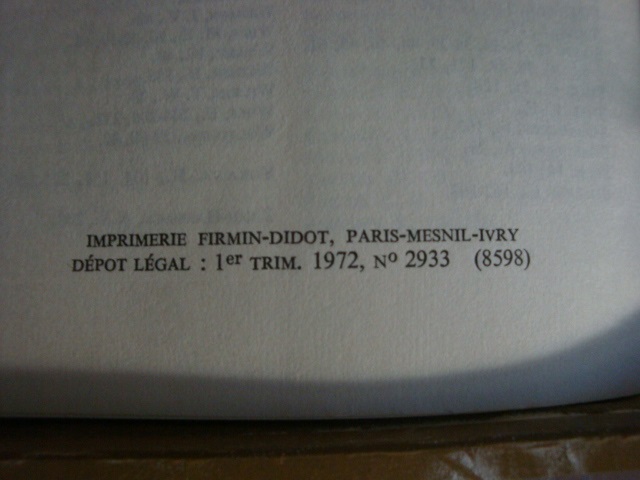 IMPRIMERIE FIRMIN-DIDOT, PARIS-MESNIL-IVRY
DÉPOT LÉGAL : 1er TRIM. 1972, No 2933 (8598)